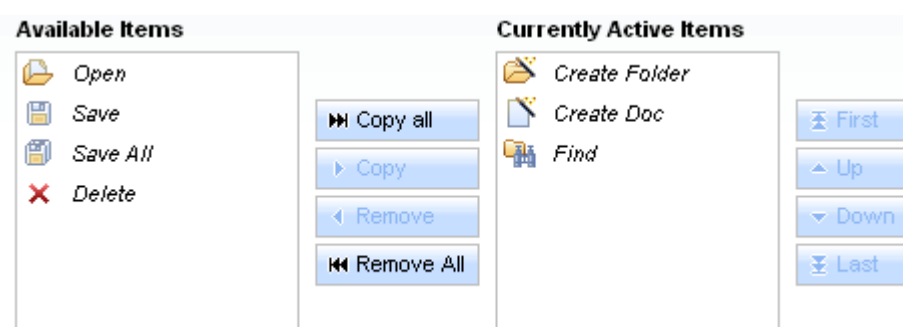 Available Items
Open
Save
Save All
Delete
Copy all
Copy
Remove
Remove All
Currently Active Items
Create Folder
Create Doc
Find
First
Up
Down
Last